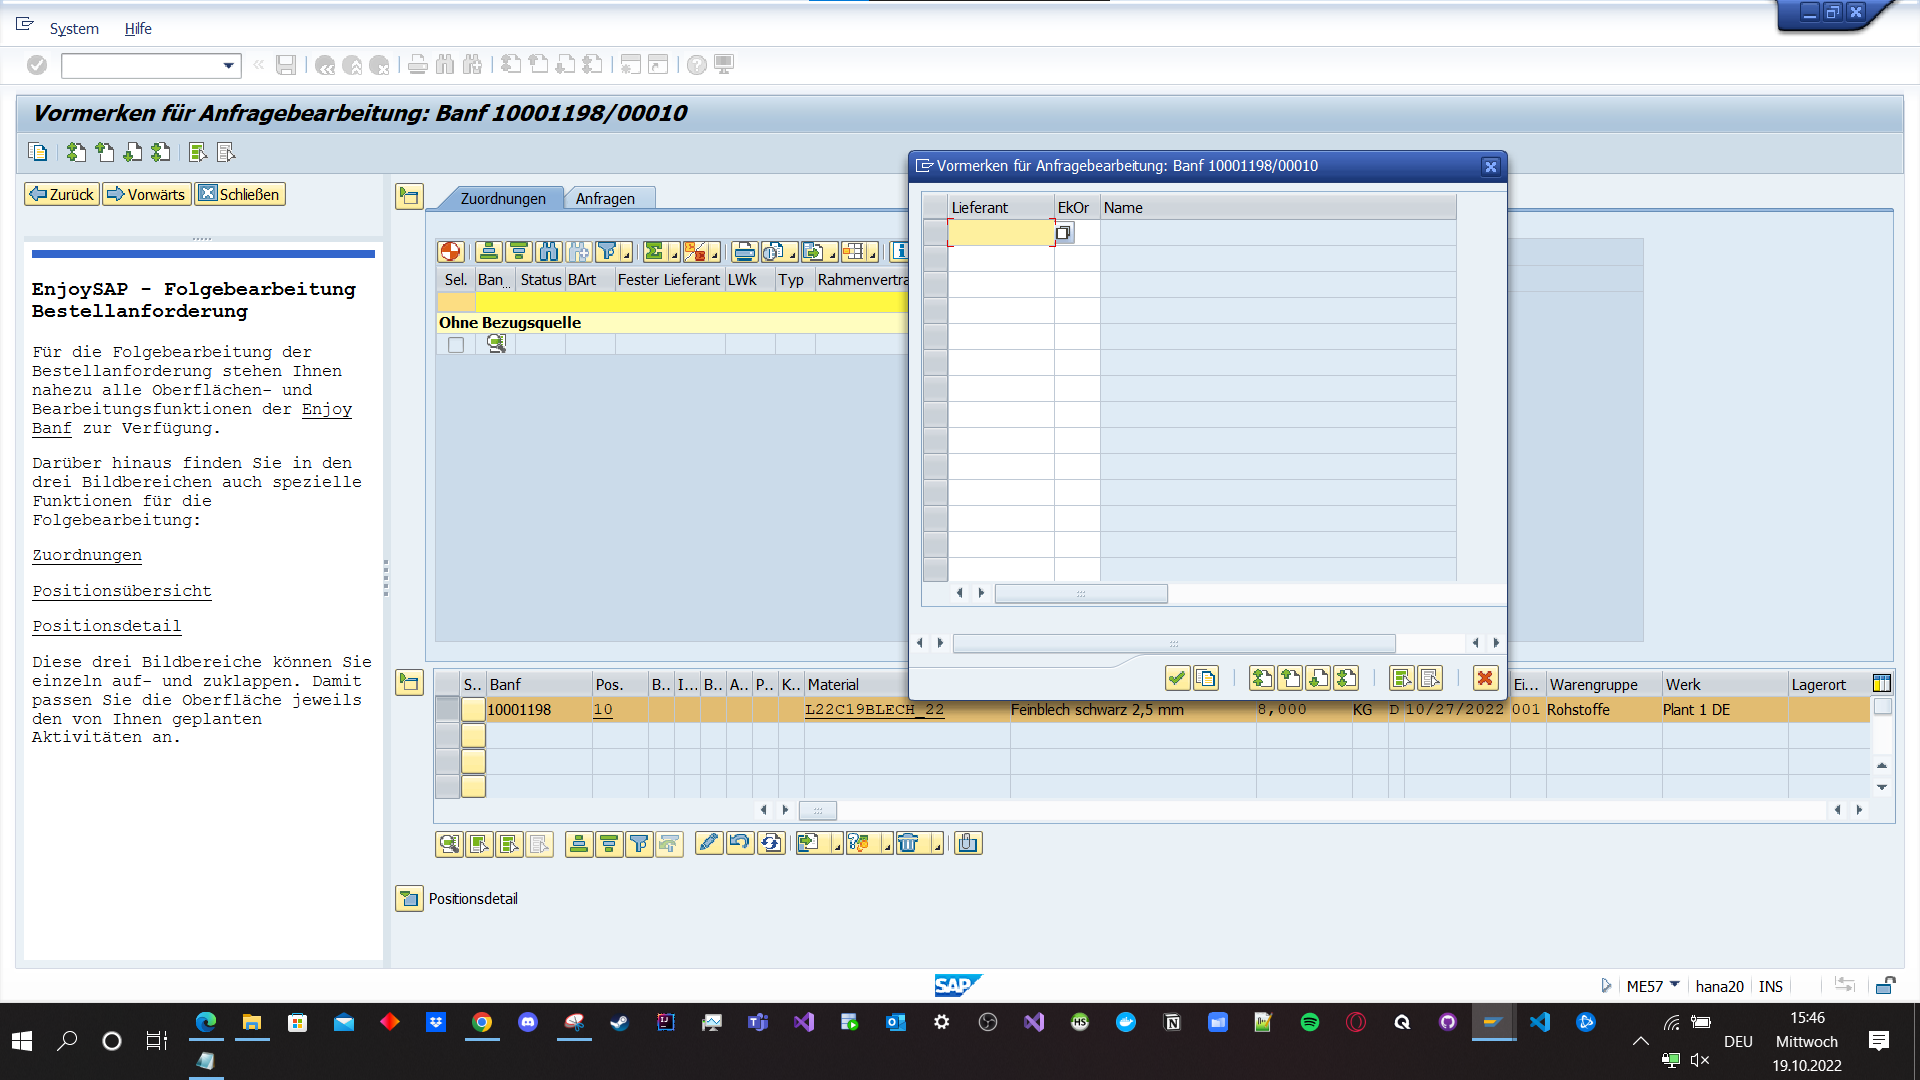 System Hilfe
Vormerken für Anfragebearbeitung: Banf 10001198/00010
Zurück Vorwärts Schließen
EnjoySAP - Folgebearbeitung
Bestellanforderung
Für die Folgebearbeitung der
Bestellanforderung stehen Ihnen
nahezu alle Oberflächen- und
Bearbeitungsfunktionen der Enjoy
Banf zur Verfügung.
Darüber hinaus finden Sie in den
drei Bildbereichen auch spezielle
Funktionen für die
Folgebearbeitung:
Zuordnungen
Positionsübersicht
Positionsdetail
Diese drei Bildbereiche können Sie
einzeln auf- und zuklappen. Damit
passen Sie die Oberfläche jeweils
den von Ihnen geplanten
Aktivitäten an.
Zuordnungen Anfragen
Sel. Ban... Status BArt Fester Lieferant LWk Typ Rahmenvertra
Ohne Bezugsquelle
Vormerken für Anfragebearbeitung: Banf 10001198/00010
Lieferant EkOr Name
S.. Banf Pos. B.. I... B.. A.. P.. K.. Material Ei... Warengruppe Werk Lagerort
10001198 10 L22C19BLECH_22 Feinblech schwarz 2,5 mm 8,000 KG D 10/27/2022 001 Rohstoffe Plant 1 DE
Positionsdetail
SAP
ME57 hana20 INS
DEU
15:46
Mittwoch
19.10.2022